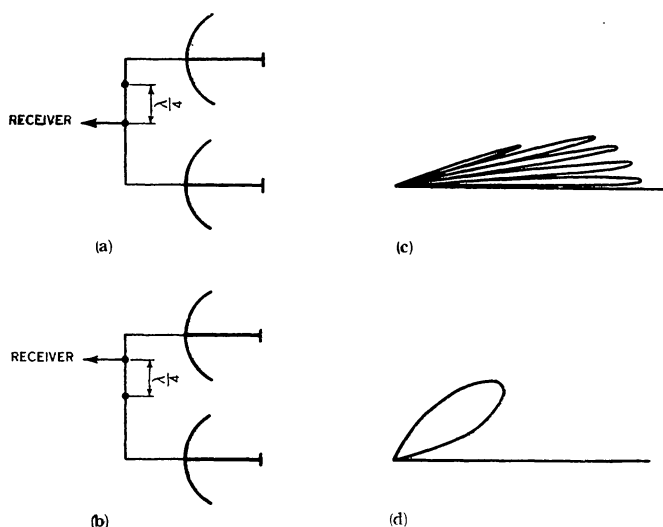 λ/4
RECEIVER
(a)
(c)
RECEIVER
λ/4
(b)
(d)